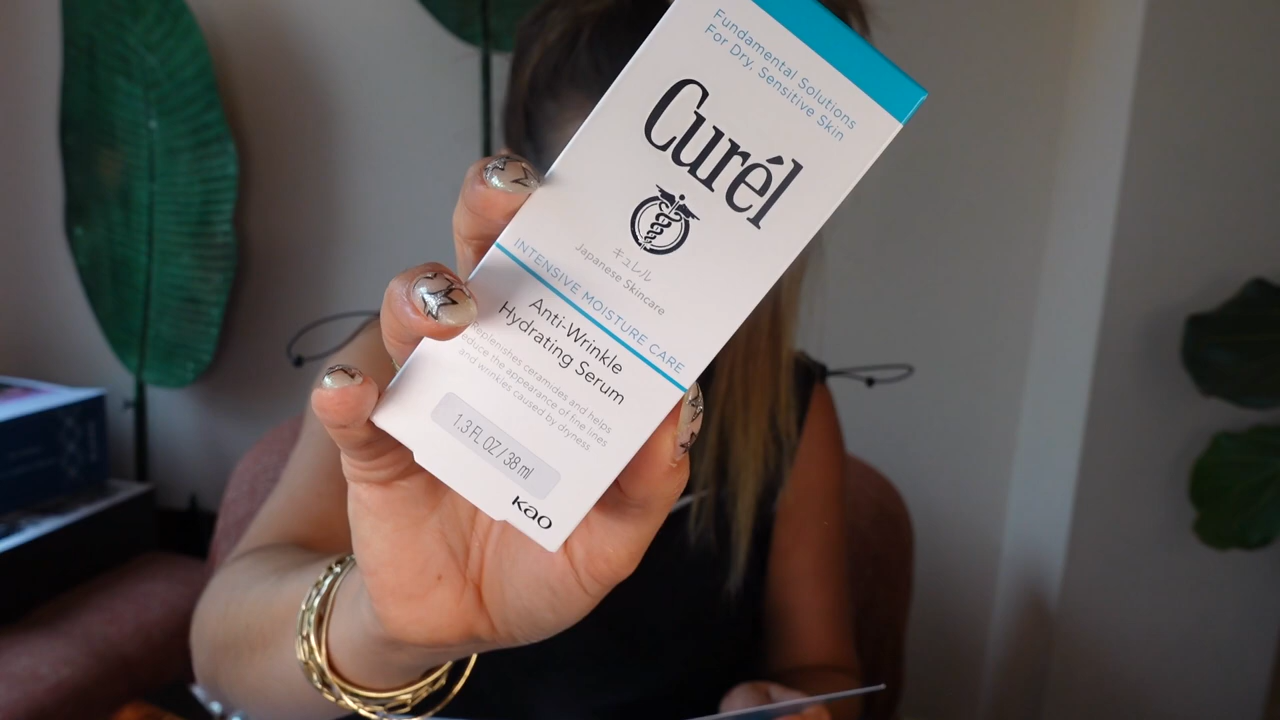 Fundamental Solutions
For Dry, Sensitive Skin
Curél
キュレル
Japanese Skincare
INTENSIVE MOISTURE CARE
Anti-Wrinkle
Hydrating Serum
Replenishes ceramides and helps
reduce the appearance of fine lines
and wrinkles caused by dryness.
1.3 FL OZ / 38 ml
Kao